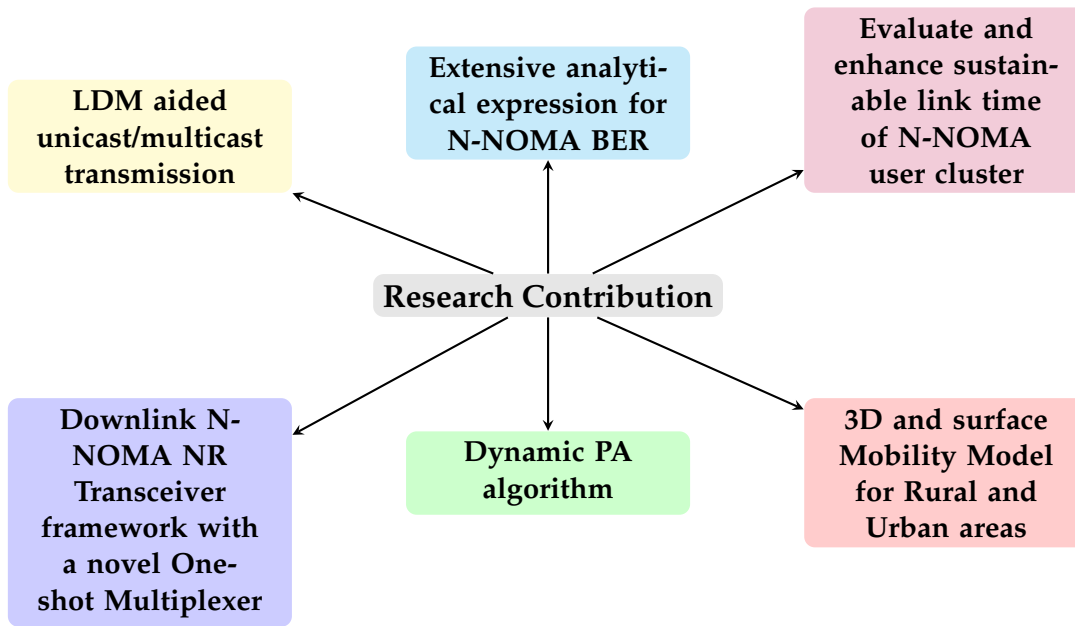 LDM aided
unicast/multicast
transmission
Extensive analyti-
cal expression for
N-NOMA BER
Evaluate and
enhance sustain-
able link time
of N-NOMA
user cluster
Research Contribution
Downlink N-
NOMA NR
Transceiver
framework with
a novel One-
shot Multiplexer
Dynamic PA
algorithm
3D and surface
Mobility Model
for Rural and
Urban areas